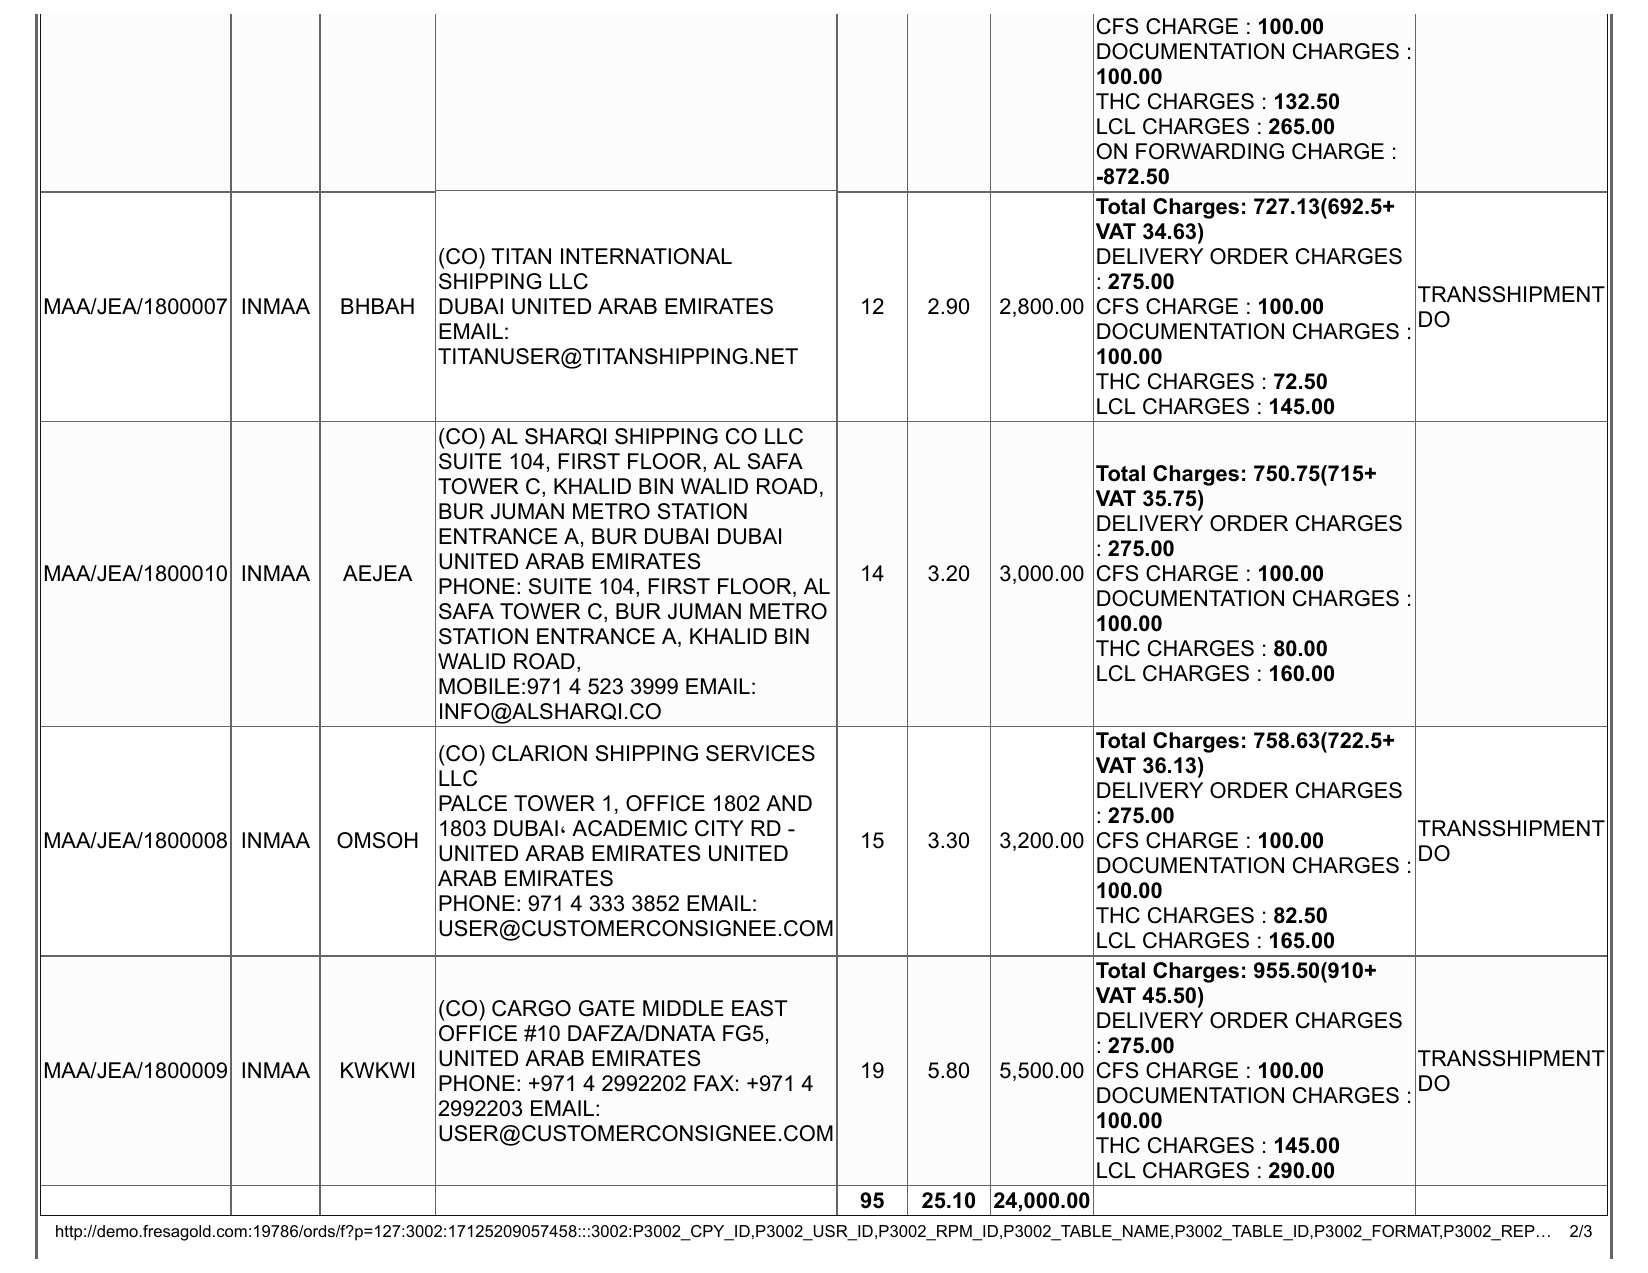 CFS CHARGE : 100.00
DOCUMENTATION CHARGES :
100.00
THC CHARGES : 132.50
LCL CHARGES : 265.00
ON FORWARDING CHARGE :
-872.50
MAA/JEA/1800007
INMAA
BHBAH
(CO) TITAN INTERNATIONAL
SHIPPING LLC
DUBAI UNITED ARAB EMIRATES
EMAIL:
TITANUSER@TITANSHIPPING.NET
12
2.90
2,800.00
Total Charges: 727.13(692.5+
VAT 34.63)
DELIVERY ORDER CHARGES
: 275.00
CFS CHARGE : 100.00
DOCUMENTATION CHARGES :
100.00
THC CHARGES : 72.50
LCL CHARGES : 145.00
TRANSSHIPMENT
DO
MAA/JEA/1800010
INMAA
AEJEA
(CO) AL SHARQI SHIPPING CO LLC
SUITE 104, FIRST FLOOR, AL SAFA
TOWER C, KHALID BIN WALID ROAD,
BUR JUMAN METRO STATION
ENTRANCE A, BUR DUBAI DUBAI
UNITED ARAB EMIRATES
PHONE: SUITE 104, FIRST FLOOR, AL
SAFA TOWER C, BUR JUMAN METRO
STATION ENTRANCE A, KHALID BIN
WALID ROAD,
MOBILE:971 4 523 3999 EMAIL:
INFO@ALSHARQI.CO
14
3.20
3,000.00
Total Charges: 750.75(715+
VAT 35.75)
DELIVERY ORDER CHARGES
: 275.00
CFS CHARGE : 100.00
DOCUMENTATION CHARGES :
100.00
THC CHARGES : 80.00
LCL CHARGES : 160.00
MAA/JEA/1800008
INMAA
OMSOH
(CO) CLARION SHIPPING SERVICES
LLC
PALCE TOWER 1, OFFICE 1802 AND
1803 DUBAI، ACADEMIC CITY RD -
UNITED ARAB EMIRATES UNITED
ARAB EMIRATES
PHONE: 971 4 333 3852 EMAIL:
USER@CUSTOMERCONSIGNEE.COM
15
3.30
3,200.00
Total Charges: 758.63(722.5+
VAT 36.13)
DELIVERY ORDER CHARGES
: 275.00
CFS CHARGE : 100.00
DOCUMENTATION CHARGES :
100.00
THC CHARGES : 82.50
LCL CHARGES : 165.00
TRANSSHIPMENT
DO
MAA/JEA/1800009
INMAA
KWKWI
(CO) CARGO GATE MIDDLE EAST
OFFICE #10 DAFZA/DNATA FG5,
UNITED ARAB EMIRATES
PHONE: +971 4 2992202 FAX: +971 4
2992203 EMAIL:
USER@CUSTOMERCONSIGNEE.COM
19
5.80
5,500.00
Total Charges: 955.50(910+
VAT 45.50)
DELIVERY ORDER CHARGES
: 275.00
CFS CHARGE : 100.00
DOCUMENTATION CHARGES :
100.00
THC CHARGES : 145.00
LCL CHARGES : 290.00
TRANSSHIPMENT
DO
95
25.10
24,000.00
http://demo.fresagold.com:19786/ords/f?p=127:3002:17125209057458:::3002:P3002_CPY_ID,P3002_USR_ID,P3002_RPM_ID,P3002_TABLE_NAME,P3002_TABLE_ID,P3002_FORMAT,P3002_REP… 2/3